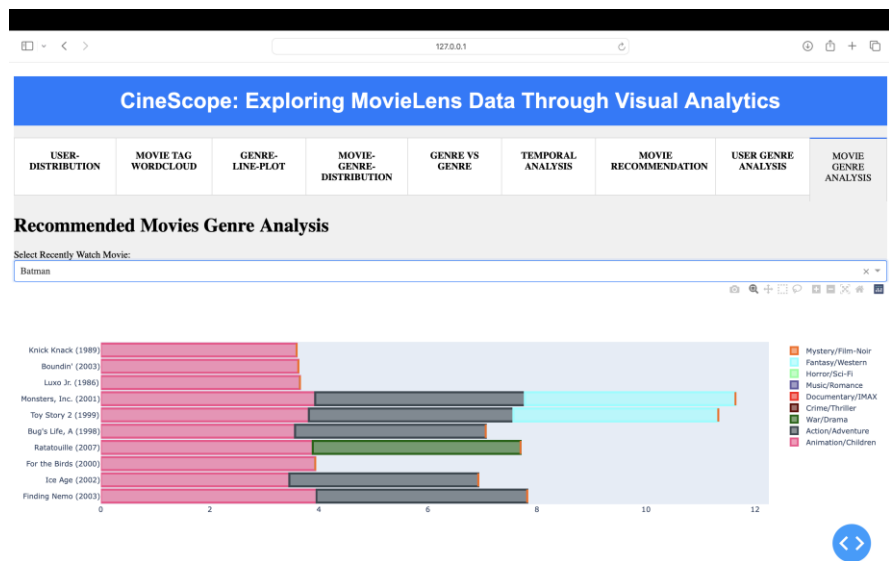 127.0.0.1
CineScope: Exploring MovieLens Data Through Visual Analytics
USER-
DISTRIBUTION
MOVIE TAG
WORDCLOUD
GENRE-
LINE-PLOT
MOVIE-
GENRE-
DISTRIBUTION
GENRE VS
GENRE
TEMPORAL
ANALYSIS
MOVIE
RECOMMENDATION
USER GENRE
ANALYSIS
MOVIE
GENRE
ANALYSIS
Recommended Movies Genre Analysis
Select Recently Watch Movie:
Batman
Knick Knack (1989)
Boundin' (2003)
Luxo Jr. (1986)
Monsters, Inc. (2001)
Toy Story 2 (1999)
Bug's Life, A (1998)
Ratatouille (2007)
For the Birds (2000)
Ice Age (2002)
Finding Nemo (2003)
0
2
4
6
8
10
12
Mystery/Film-Noir
Fantasy/Western
Horror/Sci-Fi
Music/Romance
Documentary/IMAX
Crime/Thriller
War/Drama
Action/Adventure
Animation/Children